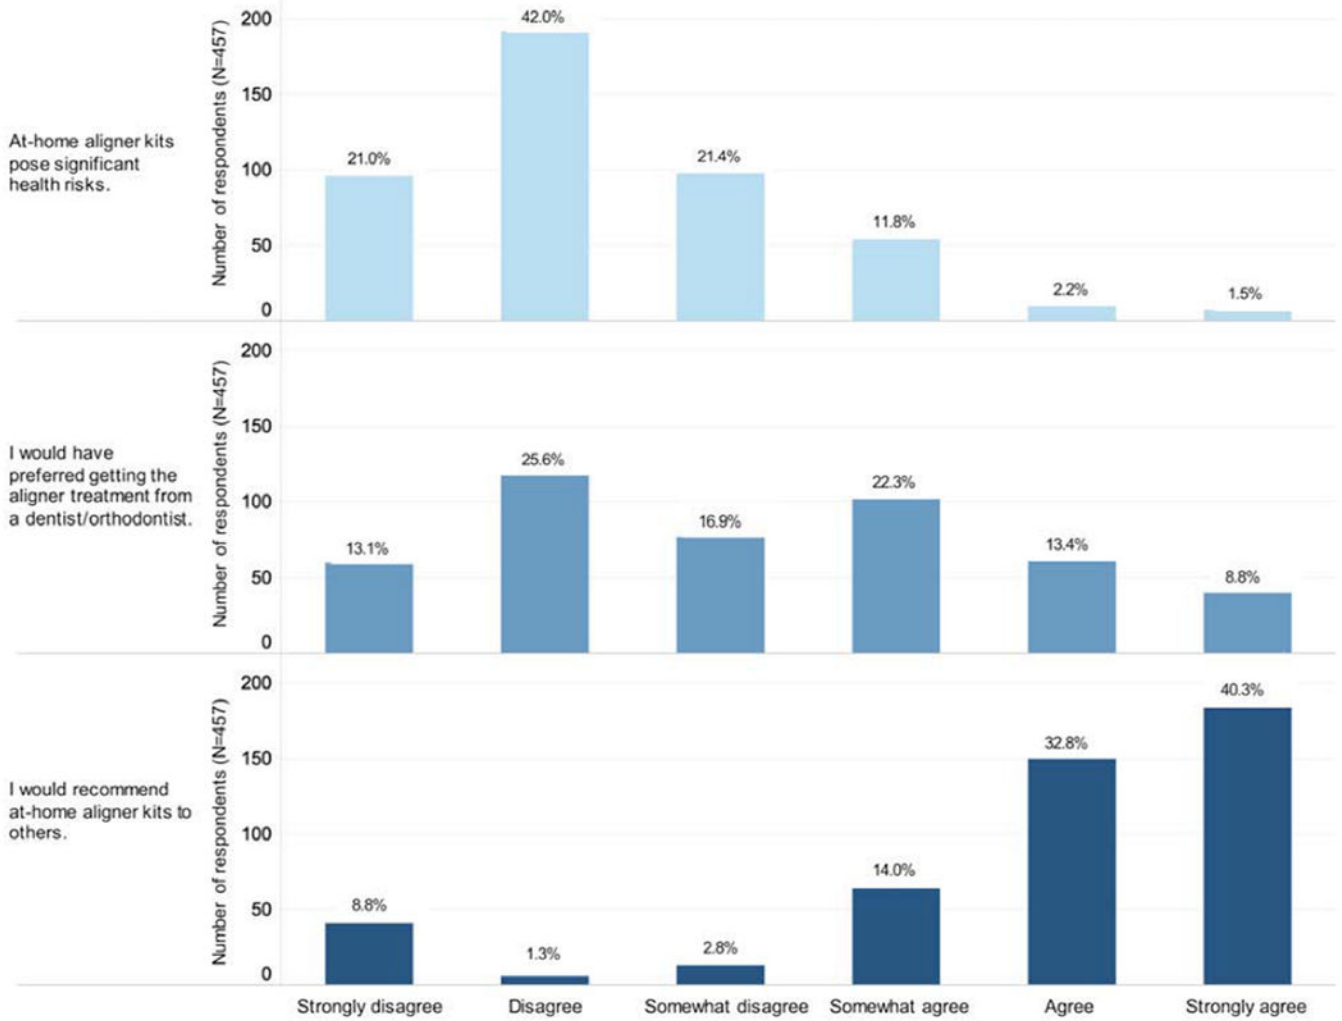 At-home aligner kits
pose significant
health risks.
Number of respondents (N=457)
200
150
100
50
0
21.0%
42.0%
21.4%
11.8%
2.2%
1.5%
I would have
preferred getting the
aligner treatment from
a dentist/orthodontist.
Number of respondents (N=457)
200
150
100
50
0
13.1%
25.6%
16.9%
22.3%
13.4%
8.8%
I would recommend
at-home aligner kits to
others.
Number of respondents (N=457)
200
150
100
50
0
8.8%
1.3%
2.8%
14.0%
32.8%
40.3%
Strongly disagree
Disagree
Somewhat disagree
Somewhat agree
Agree
Strongly agree